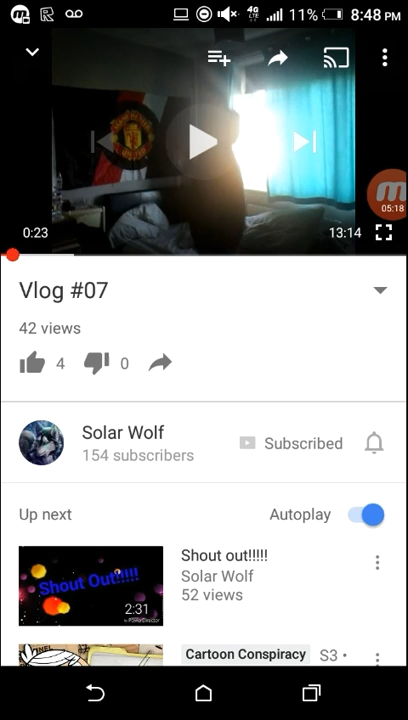 4G
LTE
11%
8:48 PM
0:23
13:14
05:18
Vlog #07
42 views
4
0
Solar Wolf
154 subscribers
Subscribed
Up next
Autoplay
Shout Out!!!!!
2:31
PowerDirector
Shout out!!!!!
Solar Wolf
52 views
Cartoon Conspiracy S3 •